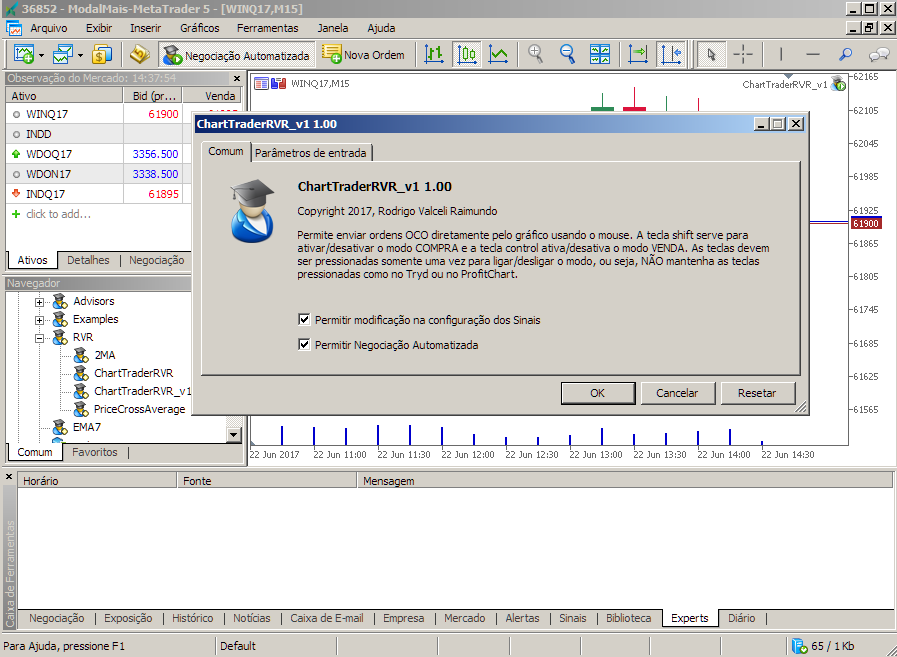 36852 - ModalMais-MetaTrader 5 - [WINQ17,M15]
Arquivo Exibir Inserir Gráficos Ferramentas Janela Ajuda
Negociação Automatizada Nova Ordem
Observação do Mercado: 14:37:54
Ativo Bid (pr... Venda
WINQ17 61900
INDD
WDOQ17 3356.500
WDON17 3338.500
INDQ17 61895
click to add...
Ativos Detalhes Negociação
Navegador
Advisors
Examples
RVR
2MA
ChartTraderRVR
ChartTraderRVR_v1
PriceCrossAverage
EMA7
Comum Favoritos
WINQ17,M15
ChartTraderRVR_v1
62165
62105
62045
61985
61925
61900
61865
61805
61745
61685
61625
61565
22 Jun 2017 22 Jun 11:00 22 Jun 11:30 22 Jun 12:00 22 Jun 12:30 22 Jun 13:00 22 Jun 13:30 22 Jun 14:00 22 Jun 14:30
ChartTraderRVR_v1 1.00
Comum Parâmetros de entrada
ChartTraderRVR_v1 1.00
Copyright 2017, Rodrigo Valceli Raimundo
Permite enviar ordens OCO diretamente pelo gráfico usando o mouse. A tecla shift serve para
ativar/desativar o modo COMPRA e a tecla control ativa/desativa o modo VENDA. As teclas devem
ser pressionadas somente uma vez para ligar/desligar o modo, ou seja, NÃO mantenha as teclas
pressionadas como no Tryd ou no ProfitChart.
Permitir modificação na configuração dos Sinais
Permitir Negociação Automatizada
OK Cancelar Resetar
Horário Fonte Mensagem
Caixa de Ferramentas
Negociação Exposição Histórico Notícias Caixa de E-mail Empresa Mercado Alertas Sinais Biblioteca Experts Diário
Para Ajuda, pressione F1 Default 65 / 1 Kb